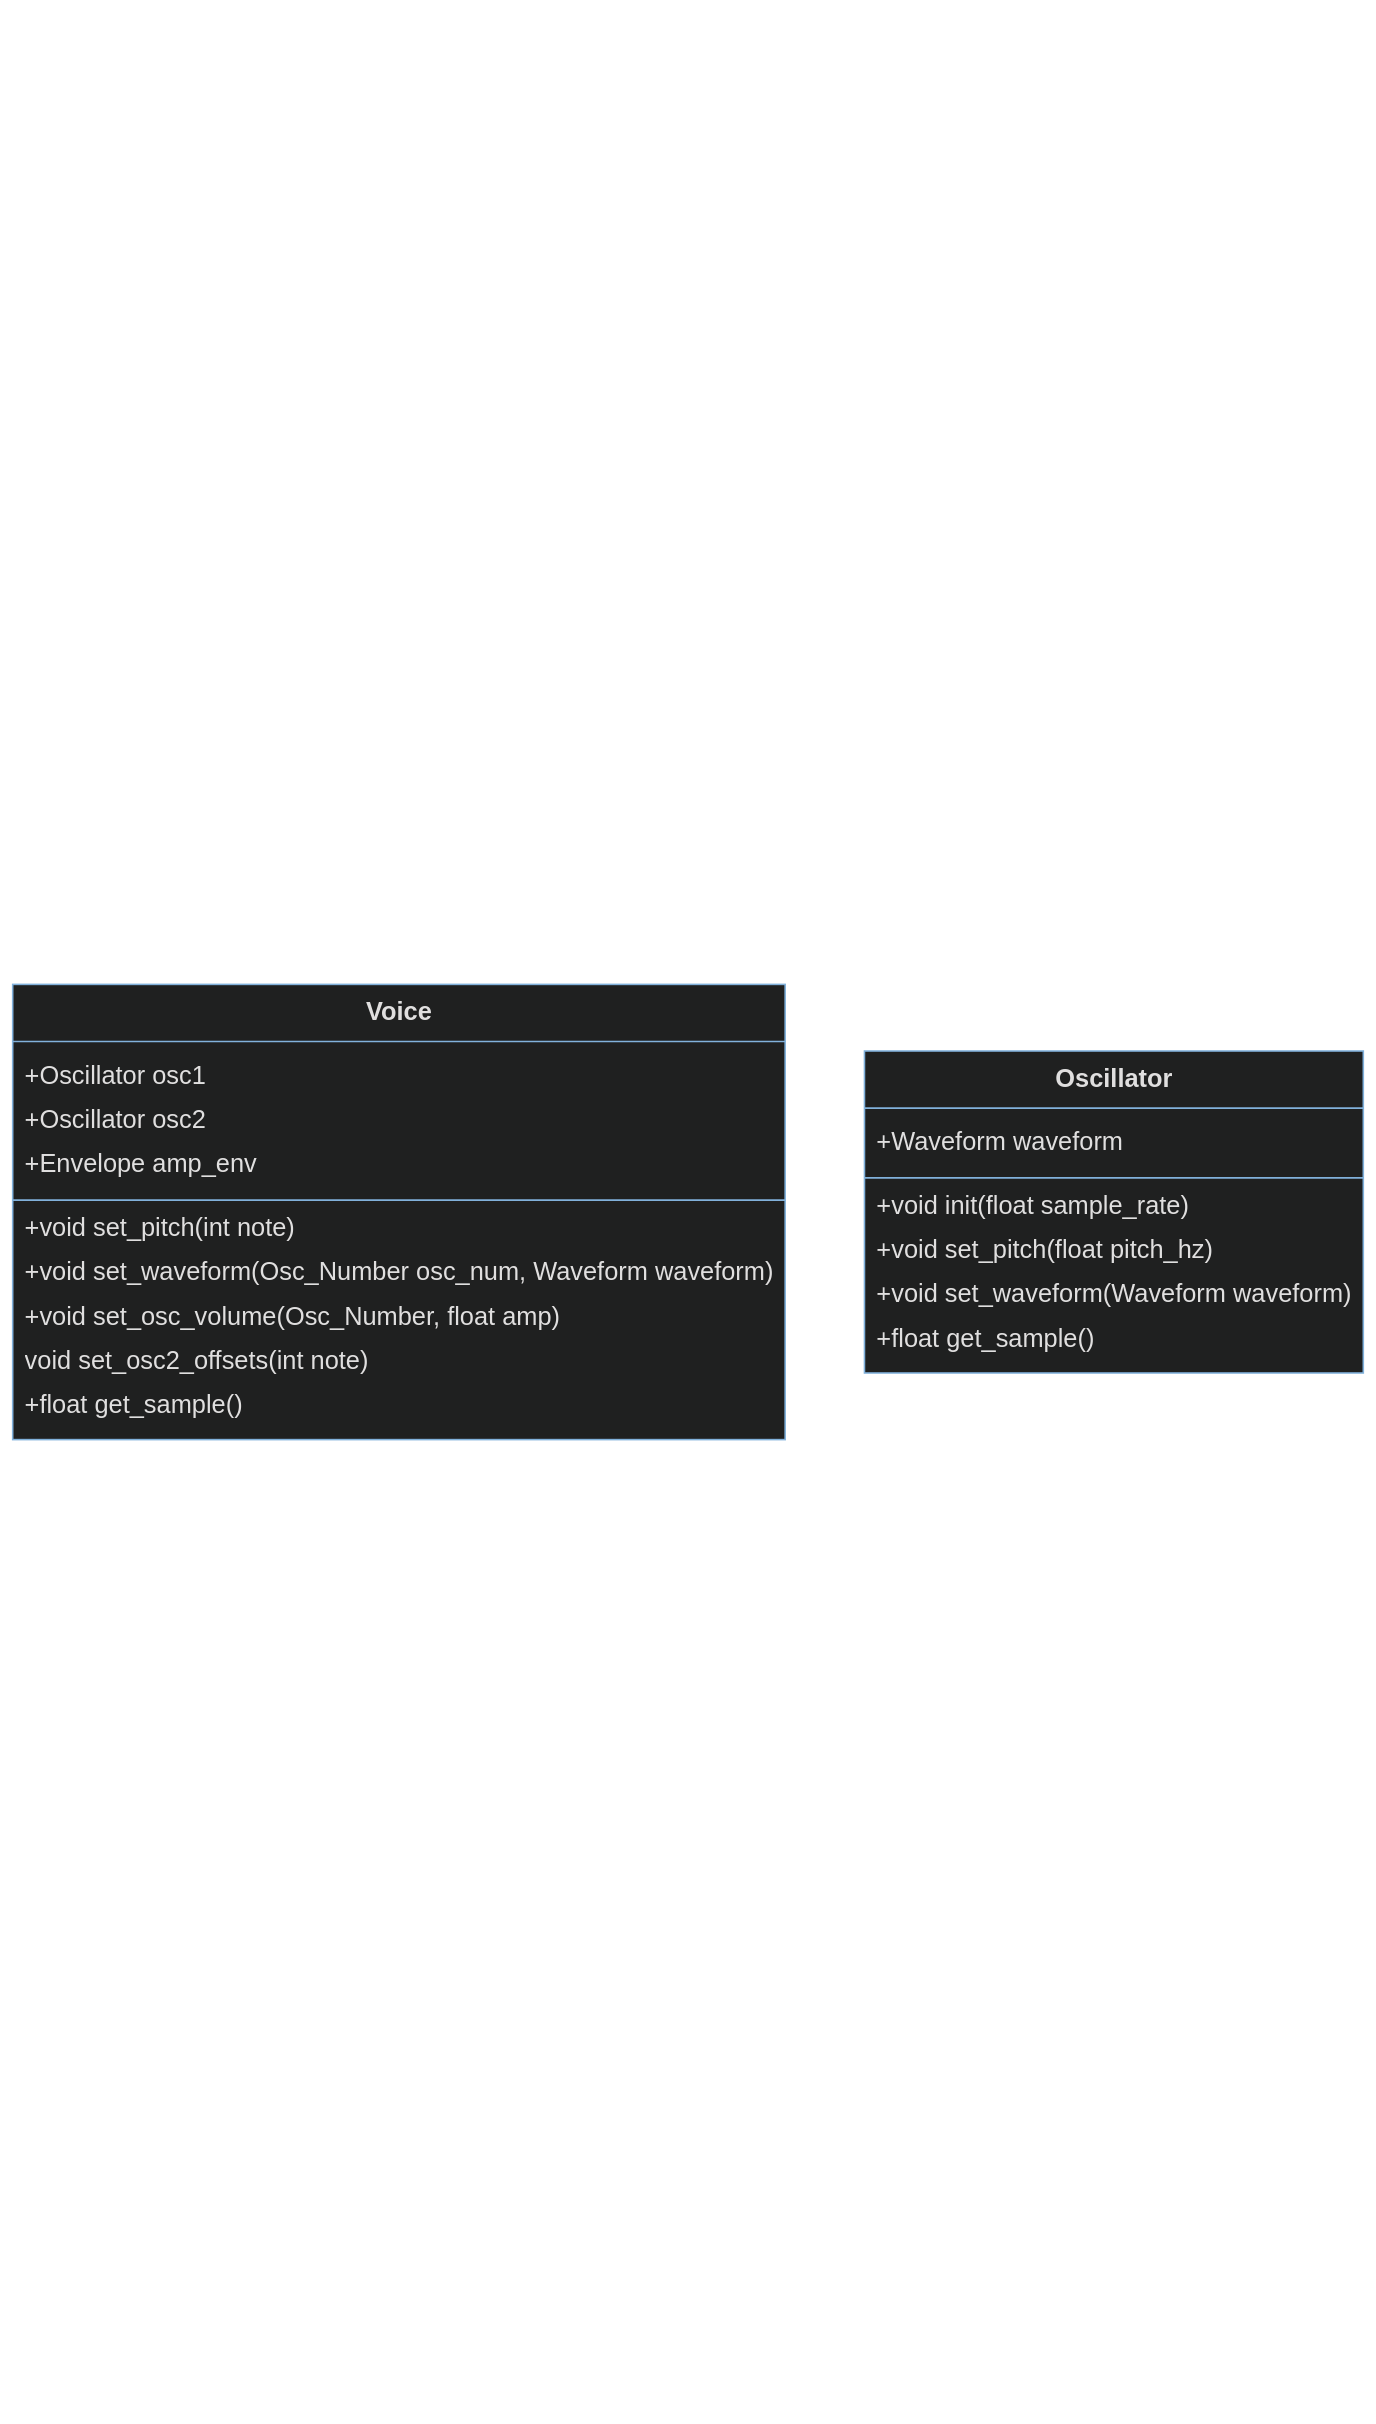 Voice
+Oscillator osc1
+Oscillator osc2
+Envelope amp_env
+void set_pitch(int note)
+void set_waveform(Osc_Number osc_num, Waveform waveform)
+void set_osc_volume(Osc_Number, float amp)
void set_osc2_offsets(int note)
+float get_sample()
Oscillator
+Waveform waveform
+void init(float sample_rate)
+void set_pitch(float pitch_hz)
+void set_waveform(Waveform waveform)
+float get_sample()